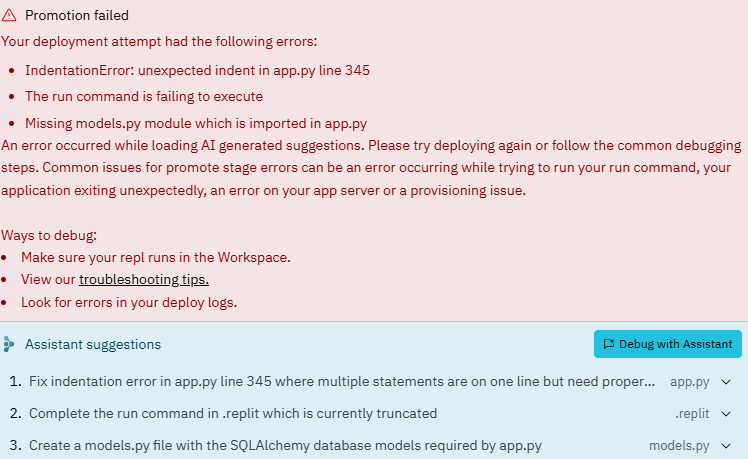 Promotion failed
Your deployment attempt had the following errors:
• IndentationError: unexpected indent in app.py line 345
• The run command is failing to execute
• Missing models.py module which is imported in app.py
An error occurred while loading AI generated suggestions. Please try deploying again or follow the common debugging
steps. Common issues for promote stage errors can be an error occurring while trying to run your run command, your
application exiting unexpectedly, an error on your app server or a provisioning issue.
Ways to debug:
• Make sure your repl runs in the Workspace.
• View our troubleshooting tips.
• Look for errors in your deploy logs.
Assistant suggestions Debug with Assistant
1. Fix indentation error in app.py line 345 where multiple statements are on one line but need proper... app.py
2. Complete the run command in .replit which is currently truncated .replit
3. Create a models.py file with the SQLAlchemy database models required by app.py models.py